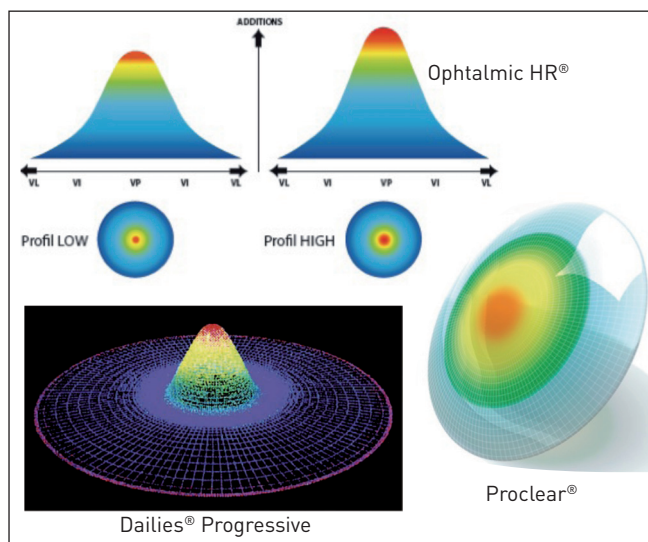 ADDITIONS
Ophtalmic HR®
VL VI VP VI VL
VL VI VP VI VL
Profil LOW
Profil HIGH
Dailies® Progressive
Proclear®